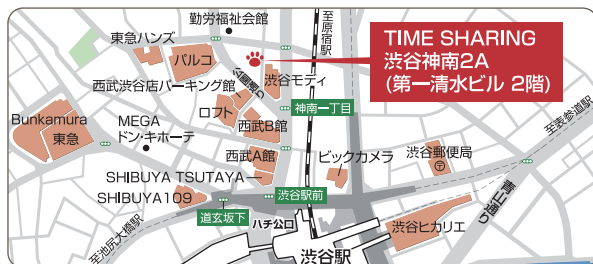 勤労福祉会館
至原宿駅
東急ハンズ
パルコ
TIME SHARING
渋谷神南2A
(第一清水ビル 2階)
西武渋谷店パーキング館
公園通り
渋谷モディ
ロフト
神南一丁目
Bunkamura
東急
MEGA
ドン・キホーテ
西武B館
至表参道駅
西武A館
ビックカメラ
渋谷郵便局
SHIBUYA TSUTAYA
SHIBUYA109
渋谷駅前
青山通り
道玄坂下
ハチ公口
渋谷ヒカリエ
至池尻大橋駅
渋谷駅